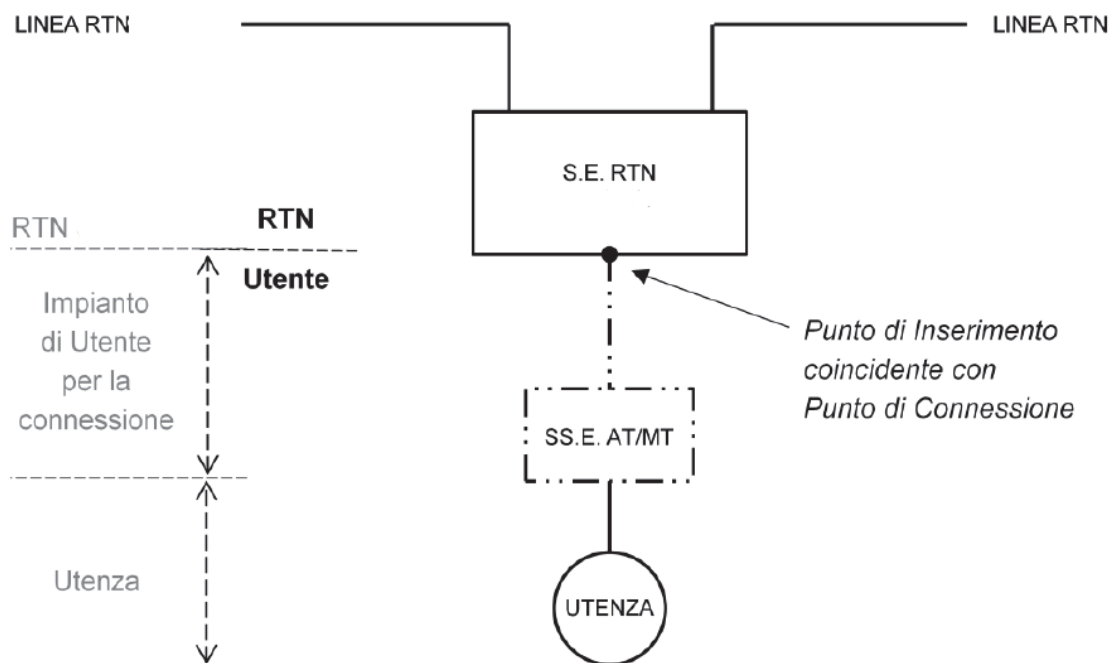 LINEA RTN
LINEA RTN
S.E. RTN
RTN
RTN
Utente
Impianto
di Utente
per la
connessione
Punto di Inserimento
coincidente con
Punto di Connessione
SS.E. AT/MT
Utenza
UTENZA